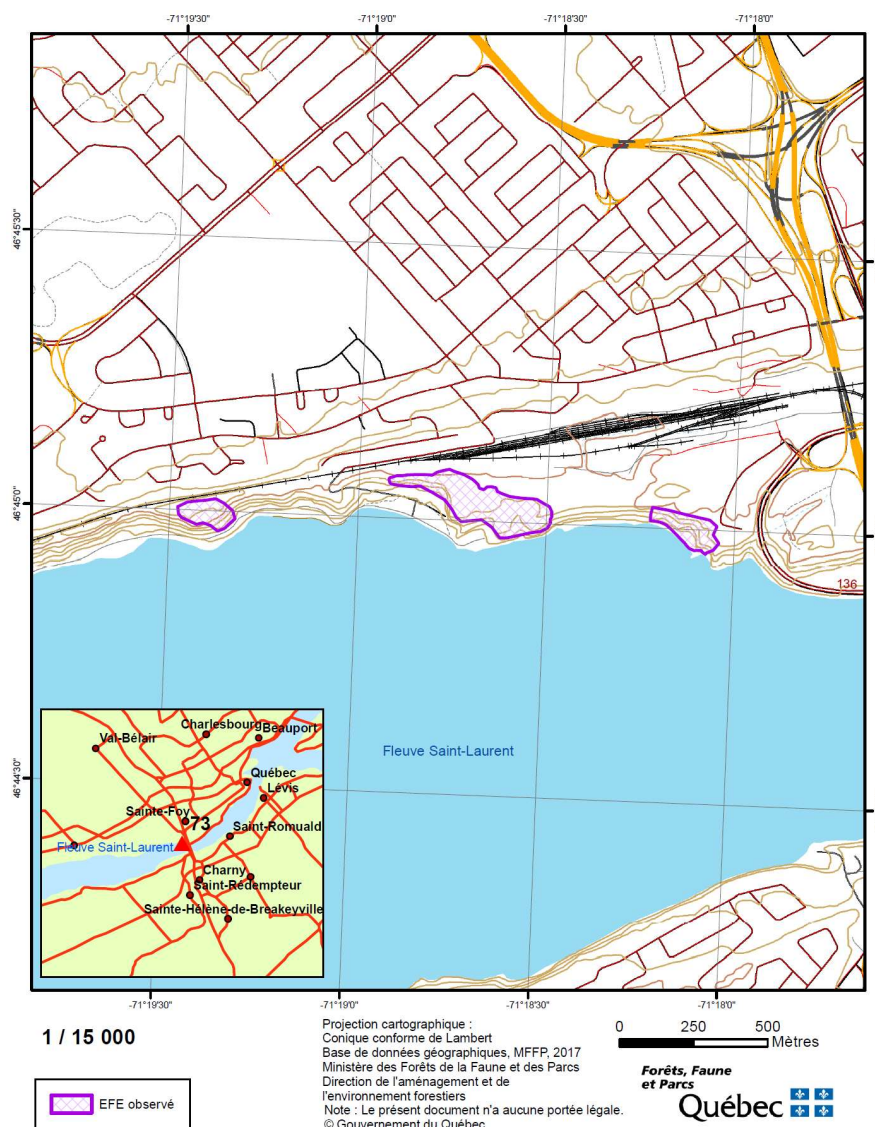 -71°19'30" -71°19'0" -71°18'30" -71°18'0"
46°45'30"
46°45'0"
136
Fleuve Saint-Laurent
46°44'30"
Charlesbourg
Beauport
Val-Bélair
Québec
Lévis
Sainte-Foy
73
Saint-Romuald
Fleuve Saint-Laurent
Charny
Saint-Rédempteur
Sainte-Hélène-de-Breakeyville
-71°19'30" -71°19'0" -71°18'30" -71°18'0"
1 / 15 000
EFE observé
Projection cartographique :
Conique conforme de Lambert
Base de données géographiques, MFFP, 2017
Ministère des Forêts de la Faune et des Parcs
Direction de l'aménagement et de
l'environnement forestiers
Note : Le présent document n'a aucune portée légale.
© Gouvernement du Québec
0 250 500
Mètres
Forêts, Faune
et Parcs
Québec